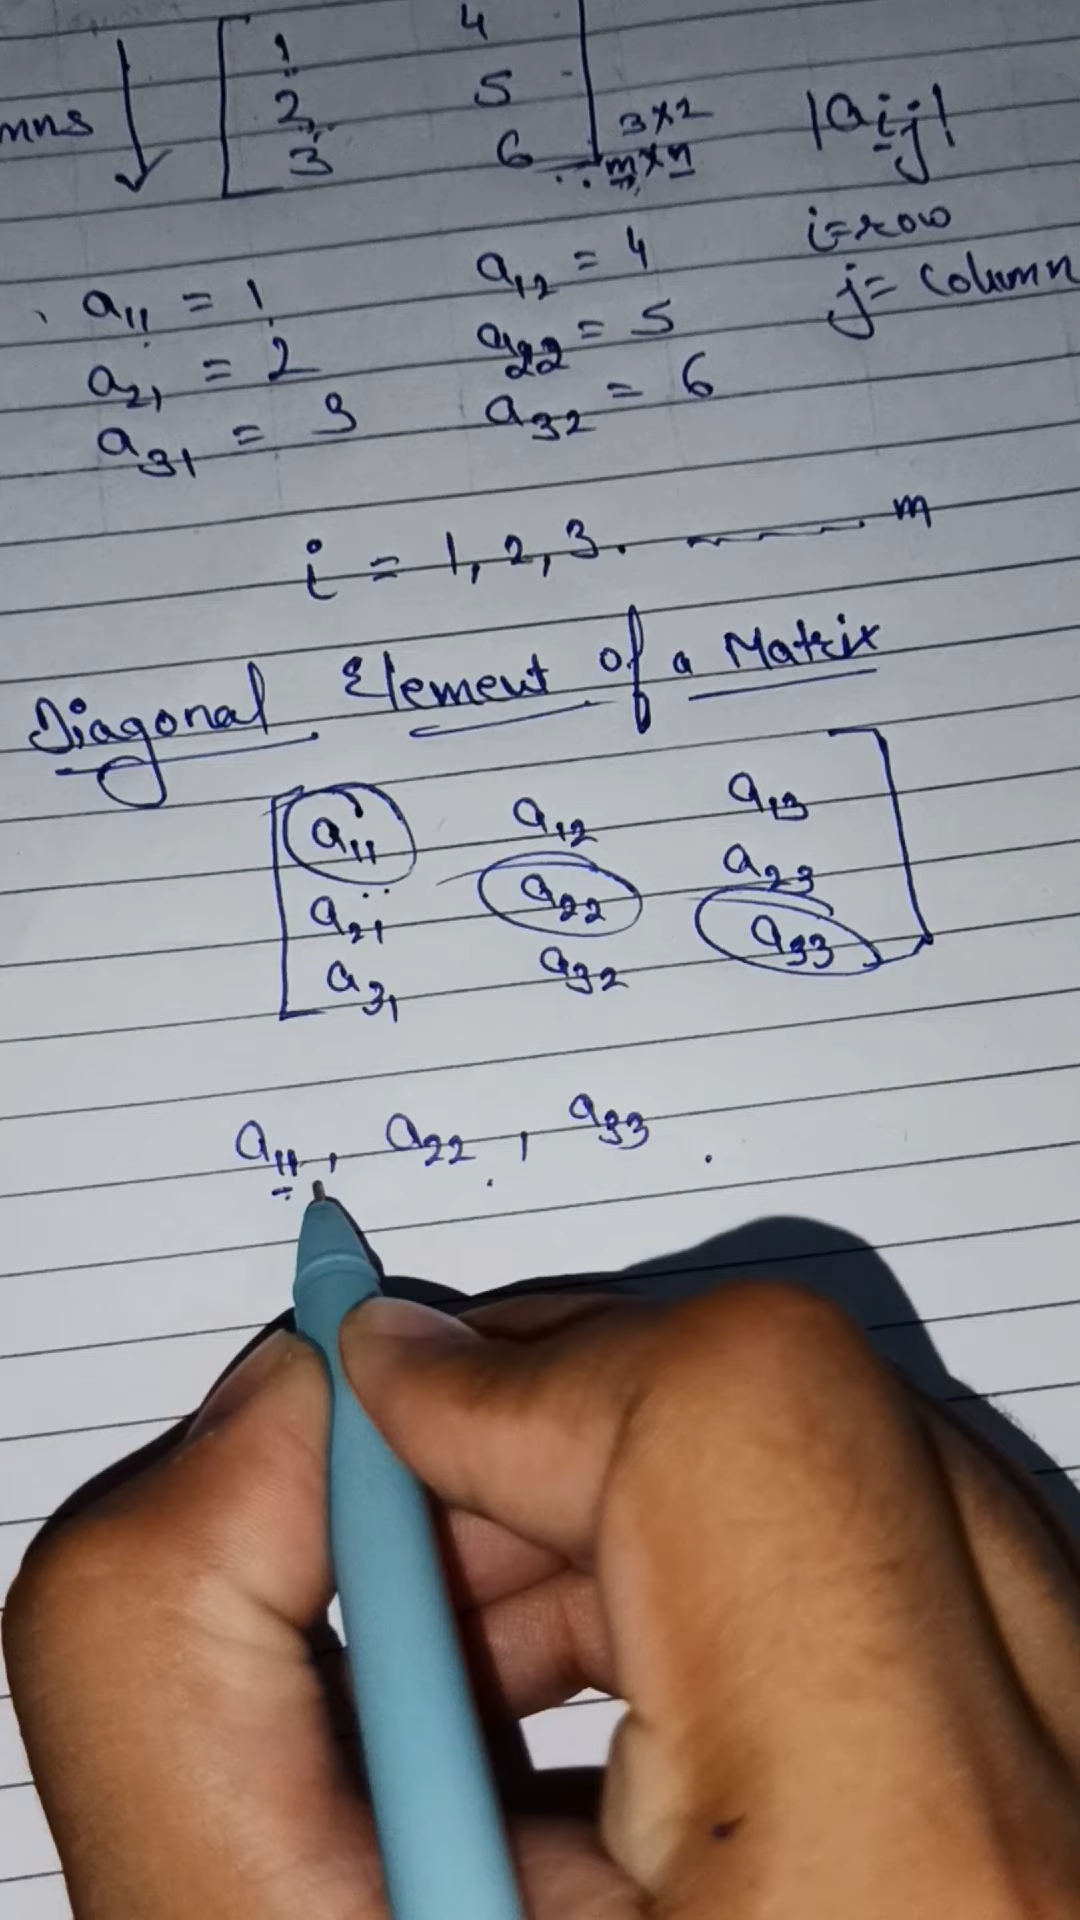 1 4
2 5
3 6
3×2
m×n
mns
|aij|
i=row
j= column
a11 = 1 a12 = 4
a21 = 2 a22 = 5
a31 = 3 a32 = 6
i = 1, 2, 3. ----- m
Diagonal Element of a Matrix
a11 a12 a13
a21 a22 a23
a31 a32 a33
a11, a22, a33.